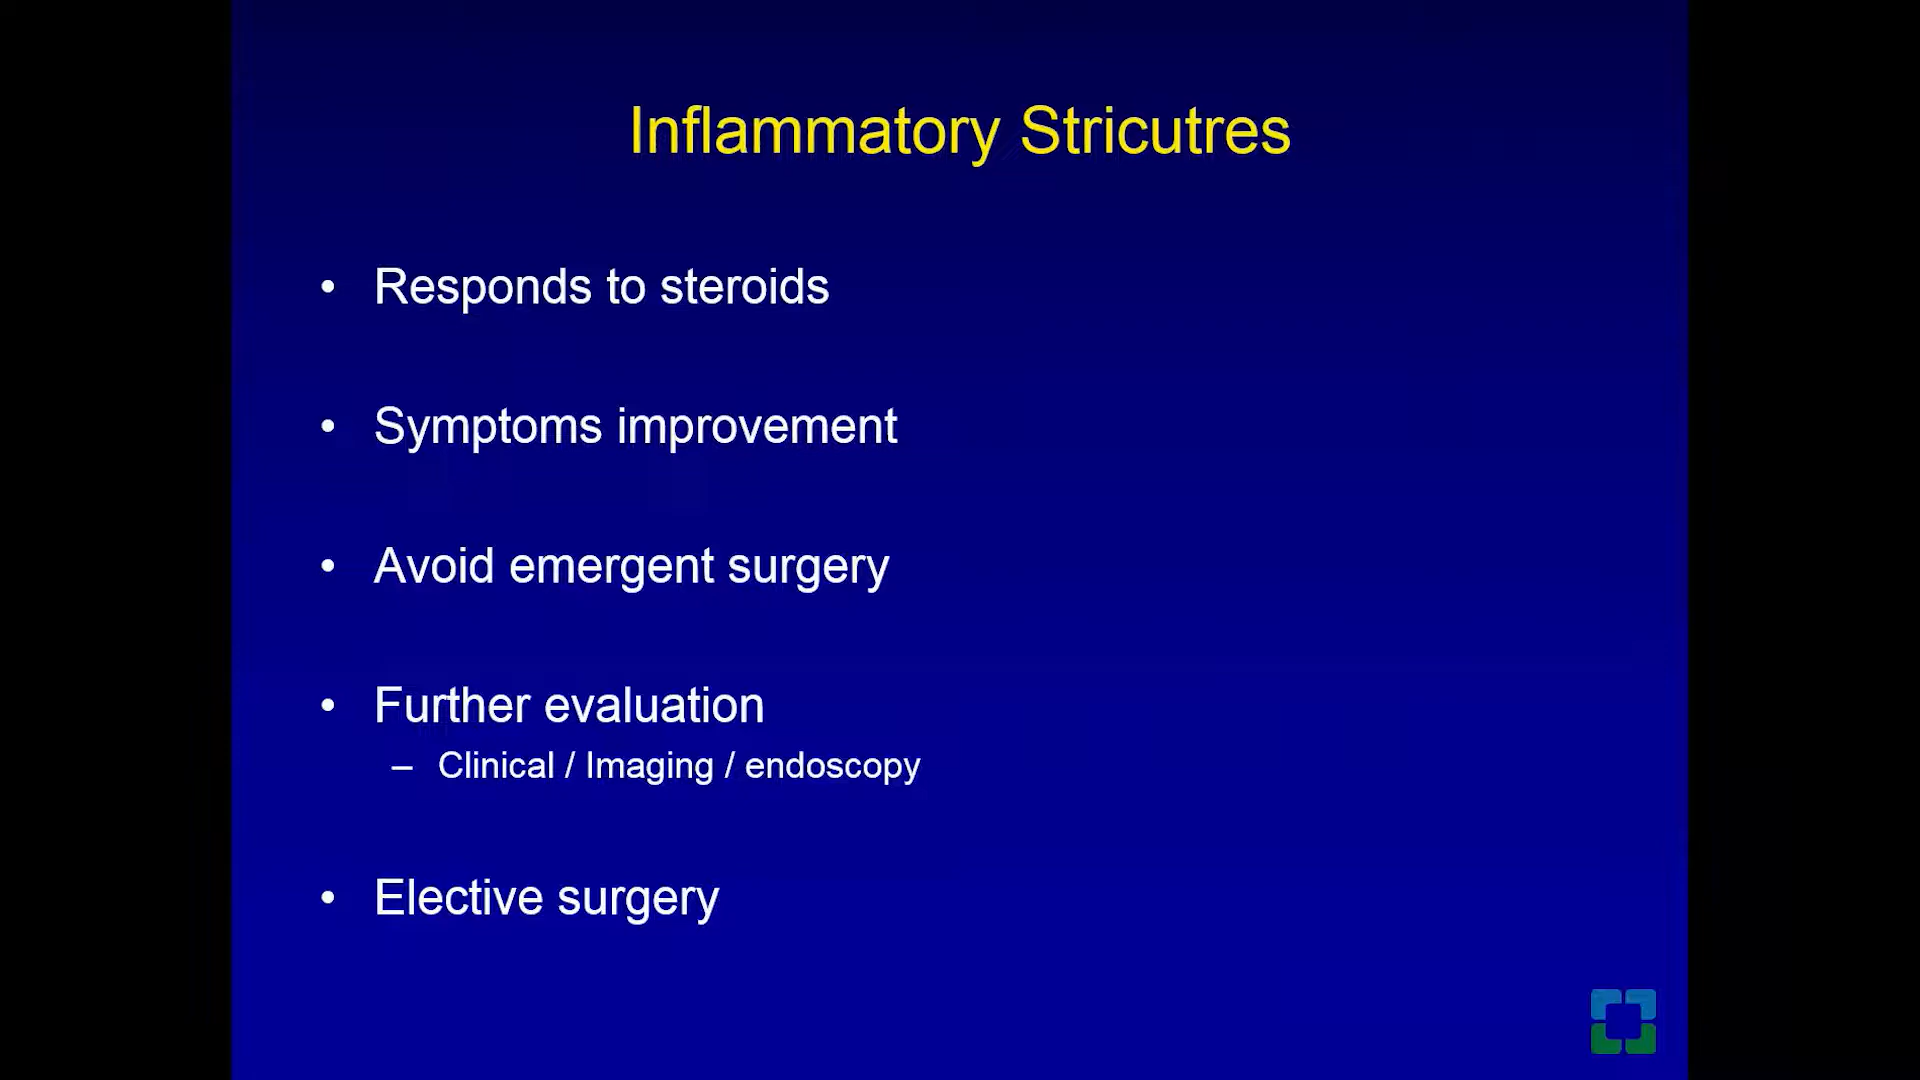 Inflammatory Stricutres
• Responds to steroids
• Symptoms improvement
• Avoid emergent surgery
• Further evaluation
– Clinical / Imaging / endoscopy
• Elective surgery